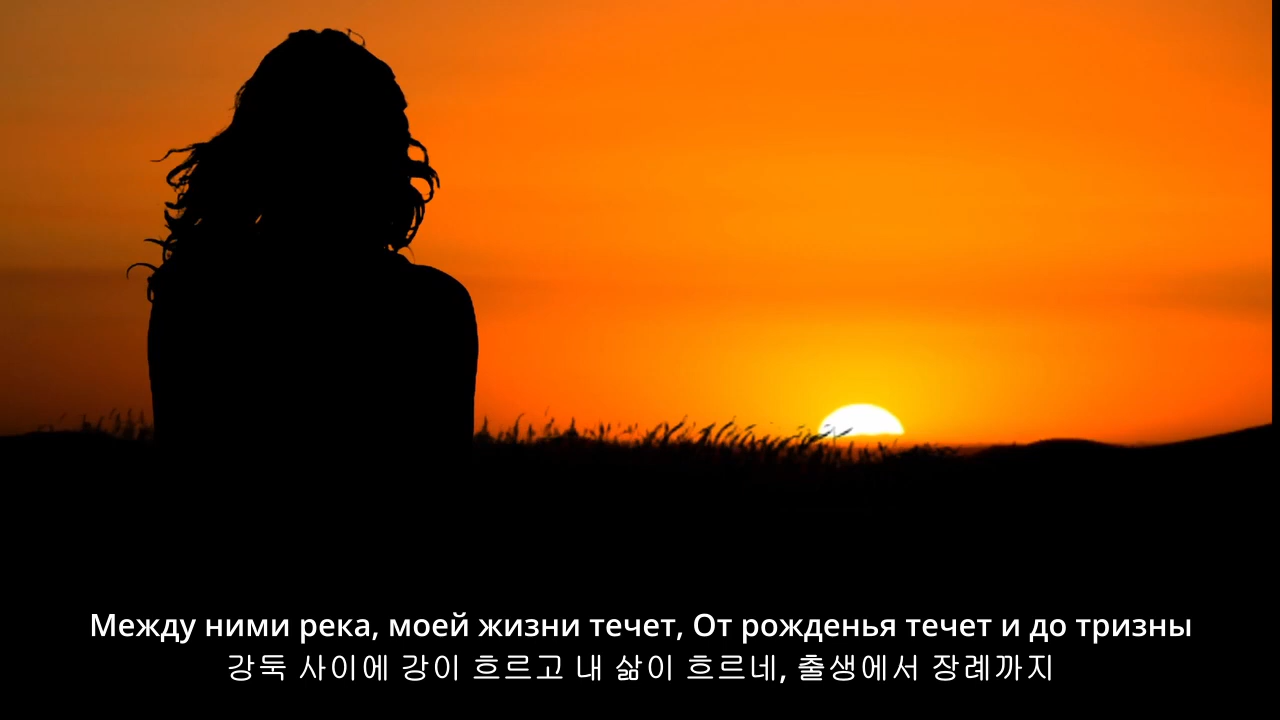 Между ними река, моей жизни течет, От рожденья течет и до тризны
강둑 사이에 강이 흐르고 내 삶이 흐르네, 출생에서 장례까지